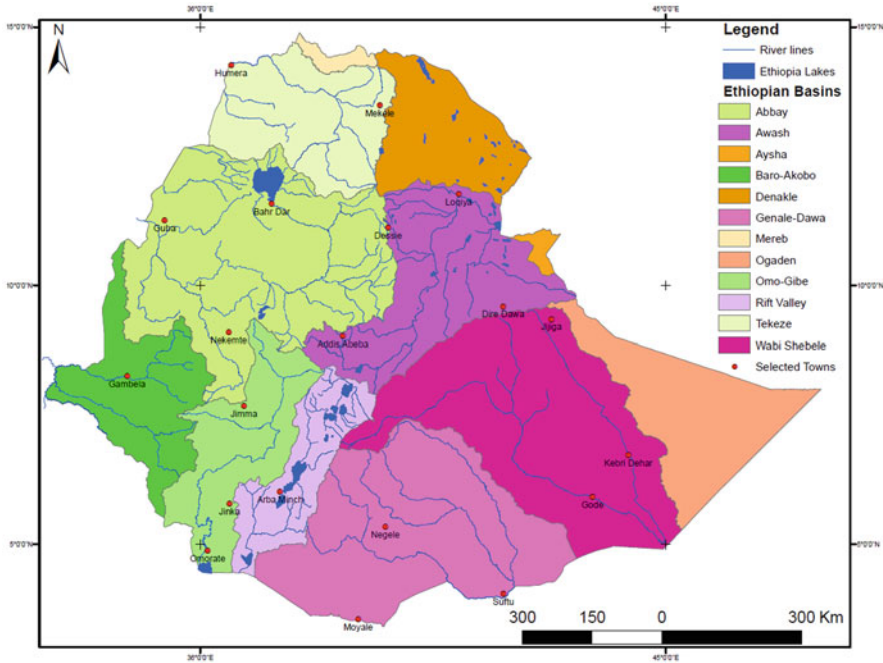 36°0'0"E
45°0'0"E
15°0'0"N
15°0'0"N
N
Legend
River lines
Ethiopia Lakes
Ethiopian Basins
Abbay
Awash
Aysha
Baro-Akobo
Denakle
Genale-Dawa
Mereb
Ogaden
Omo-Gibe
Rift Valley
Tekeze
Wabi Shebele
Selected Towns
Humera
Mekele
Loqiya
Bahr Dar
Guba
Dessie
10°0'0"N
10°0'0"N
Dire Dawa
Jijiga
Nekemte
Addis Abeba
Gambela
Jimma
Kebri Dehar
Arba Minch
Gode
Jinka
Negele
5°0'0"N
5°0'0"N
Omorate
Suftu
Moyale
300 150 0 300 Km
36°0'0"E
45°0'0"E